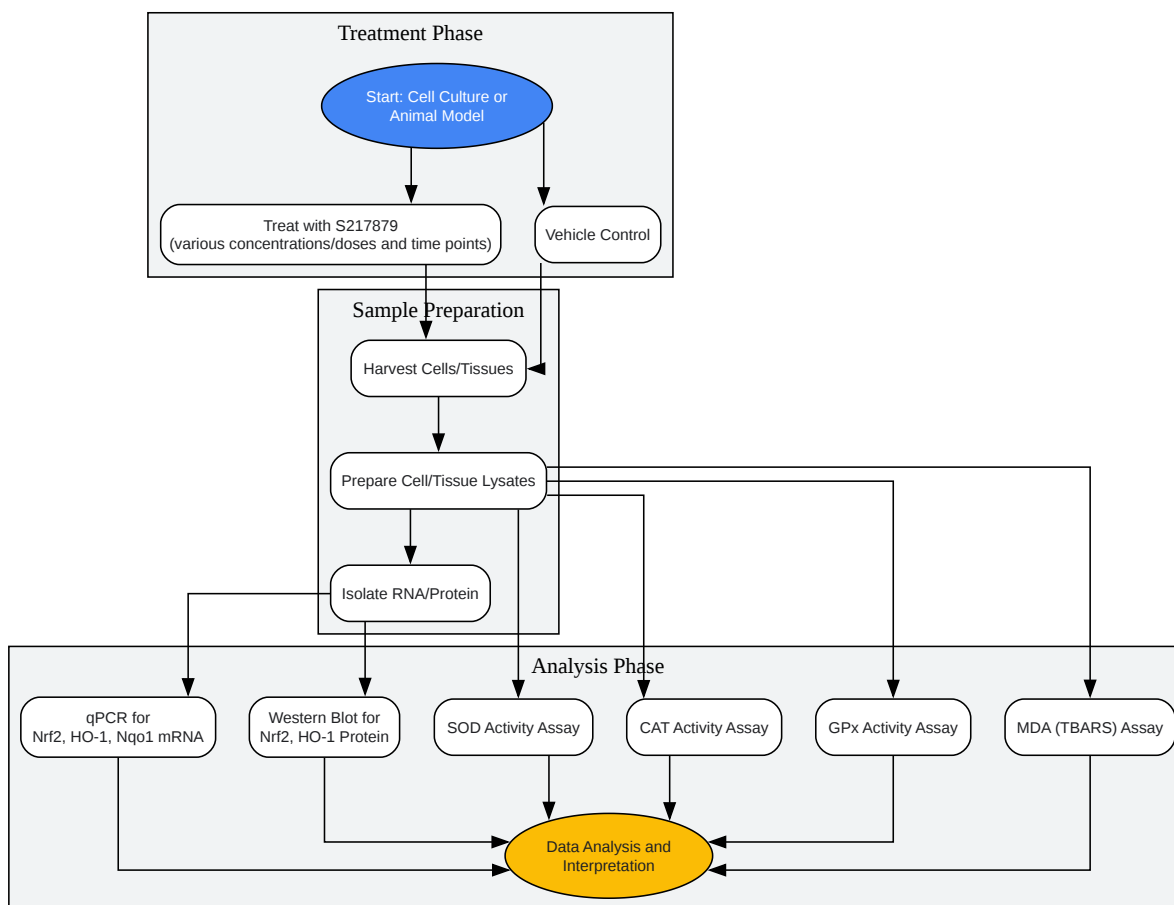 Treatment Phase
Start: Cell Culture or
Animal Model
Treat with S217879
(various concentrations/doses and time points)
Vehicle Control
Sample Preparation
Harvest Cells/Tissues
Prepare Cell/Tissue Lysates
Isolate RNA/Protein
Analysis Phase
qPCR for
Nrf2, HO-1, Nqo1 mRNA
Western Blot for
Nrf2, HO-1 Protein
SOD Activity Assay
CAT Activity Assay
GPx Activity Assay
MDA (TBARS) Assay
Data Analysis and
Interpretation